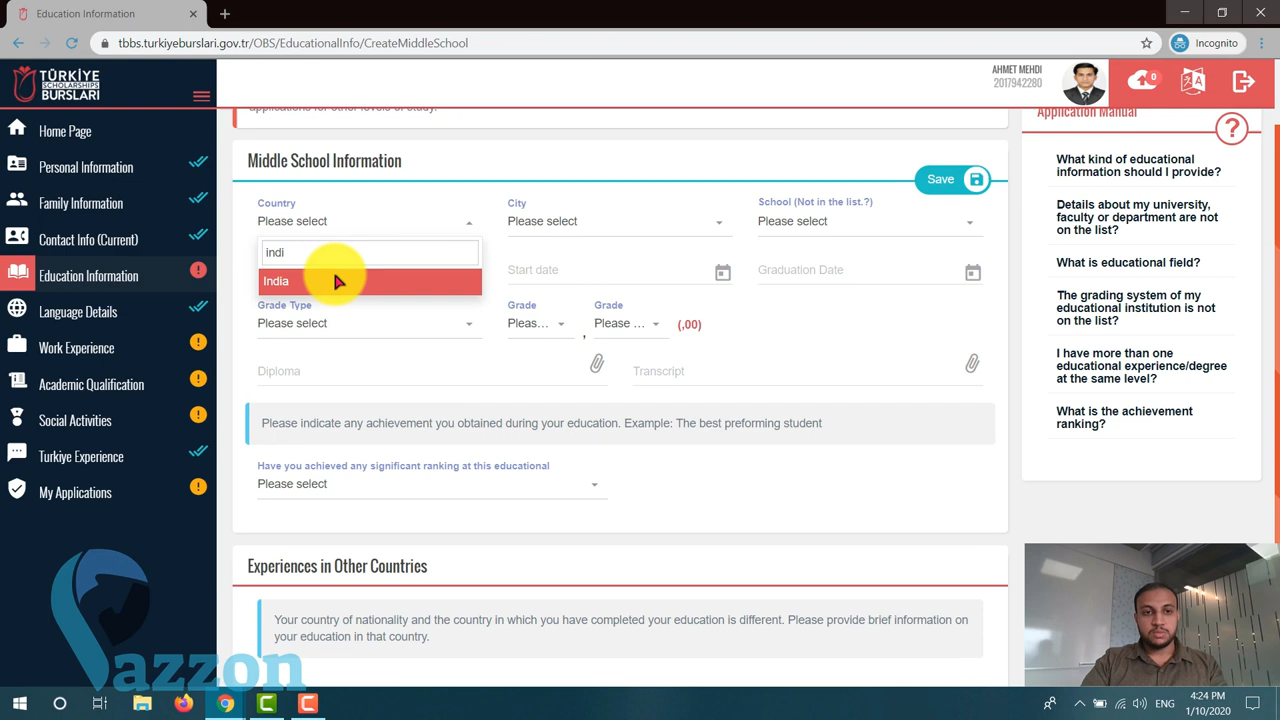 Education Information
tbbs.turkiyeburslari.gov.tr/OBS/EducationalInfo/CreateMiddleSchool
Incognito
TÜRKİYE
SCHOLARSHIPS
BURSLARI
AHMET MEHDI
2017942280
0
Home Page
Personal Information
Family Information
Contact Info (Current)
Education Information
Language Details
Work Experience
Academic Qualification
Social Activities
Turkiye Experience
My Applications
applications for other levels of study.
Middle School Information
Save
Country
Please select
indi
India
City
Please select
School (Not in the list.?)
Please select
Start date
Graduation Date
Grade Type
Please select
Grade
Pleas...
,
Grade
Please ...
(,00)
Diploma
Transcript
Please indicate any achievement you obtained during your education. Example: The best preforming student
Have you achieved any significant ranking at this educational
Please select
Experiences in Other Countries
Your country of nationality and the country in which you have completed your education is different. Please provide brief information on
your education in that country.
Application Manual
?
What kind of educational
information should I provide?
Details about my university,
faculty or department are not
on the list?
What is educational field?
The grading system of my
educational institution is not
on the list?
I have more than one
educational experience/degree
at the same level?
What is the achievement
ranking?
azzon
ENG
4:24 PM
1/10/2020